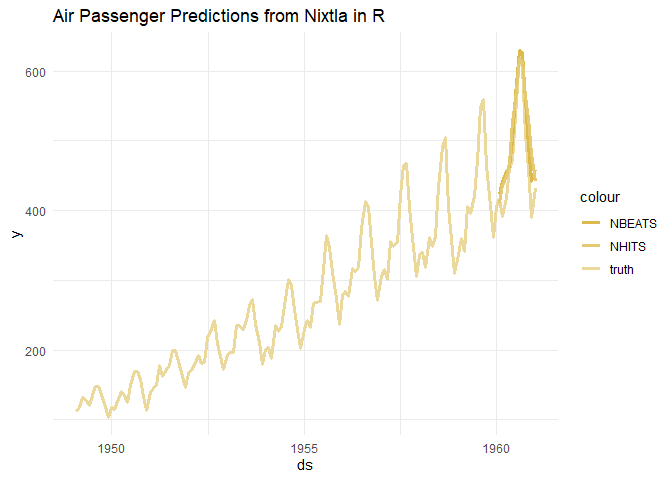 Air Passenger Predictions from Nixtla in R
600
400
200
y
1950
1955
1960
ds
colour
NBEATS
NHITS
truth